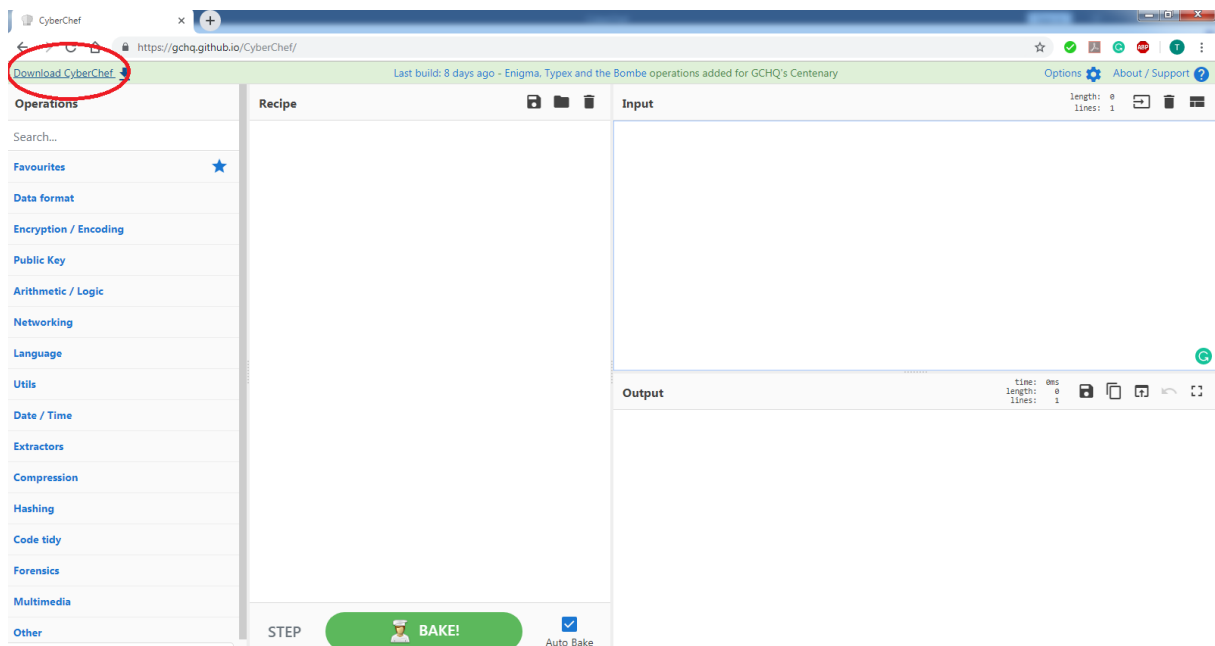 CyberChef
https://gchq.github.io/CyberChef/
ABP
T
Download CyberChef
Last build: 8 days ago - Enigma, Typex and the Bombe operations added for GCHQ's Centenary
Options
About / Support
Operations
Recipe
Input
length: 0
lines: 1
Search...
Favourites
Data format
Encryption / Encoding
Public Key
Arithmetic / Logic
Networking
Language
Utils
Date / Time
Extractors
Compression
Hashing
Code tidy
Forensics
Multimedia
Other
STEP
BAKE!
Auto Bake
Output
time: 0ms
length: 0
lines: 1